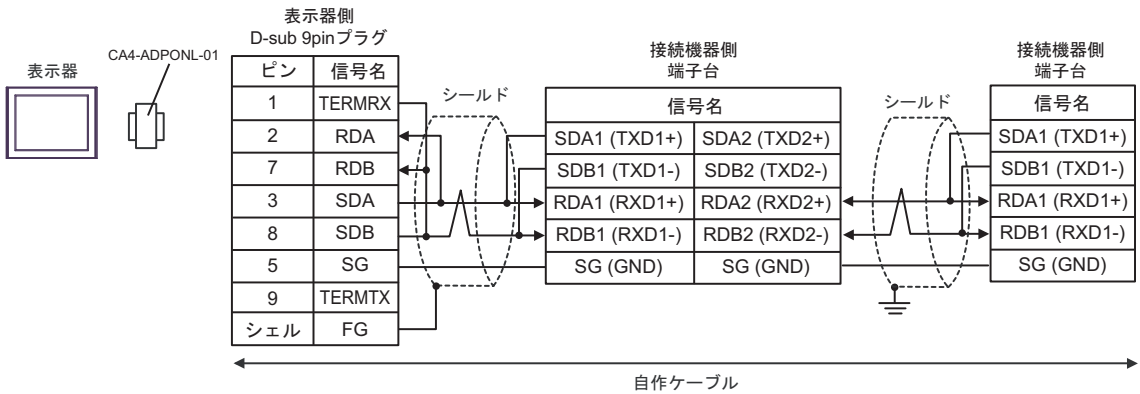 表示器
CA4-ADPONL-01
表示器側
D-sub 9pinプラグ
ピン 信号名
1 TERMRX
2 RDA
7 RDB
3 SDA
8 SDB
5 SG
9 TERMTX
シェル FG
シールド
接続機器側
端子台
信号名
SDA1 (TXD1+) SDA2 (TXD2+)
SDB1 (TXD1-) SDB2 (TXD2-)
RDA1 (RXD1+) RDA2 (RXD2+)
RDB1 (RXD1-) RDB2 (RXD2-)
SG (GND) SG (GND)
シールド
接続機器側
端子台
信号名
SDA1 (TXD1+)
SDB1 (TXD1-)
RDA1 (RXD1+)
RDB1 (RXD1-)
SG (GND)
自作ケーブル